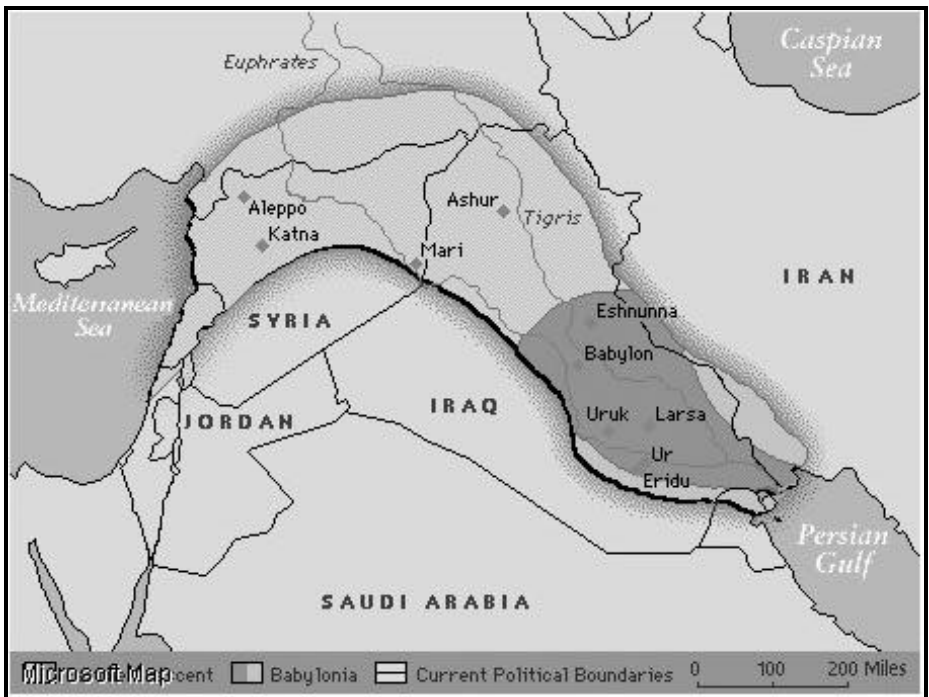 Caspian
Sea
Euphrates
Aleppo
Ashur
Tigris
Katna
Mari
IRAN
Mediterranean
Sea
SYRIA
Eshnunna
Babylon
JORDAN
IRAQ
Uruk
Larsa
Ur
Eridu
Persian
Gulf
SAUDI ARABIA
Microsoft Map
Babylonia
Current Political Boundaries
0 100 200 Miles